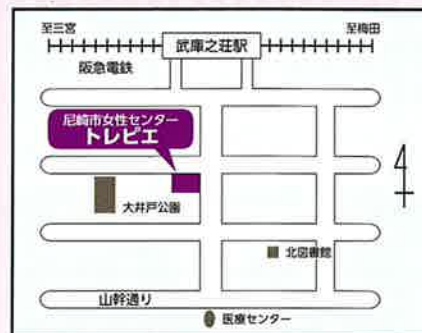 至三宮
至梅田
武庫之荘駅
阪急電鉄
尼崎市女性センター
トレピエ
大井戸公園
北図書館
山幹通り
医療センター